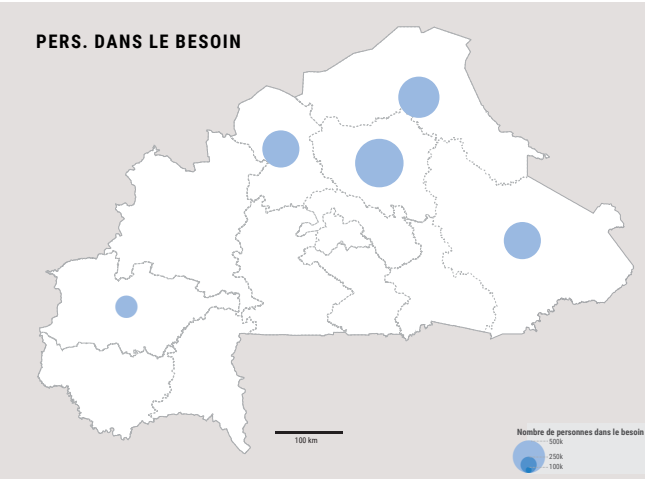 PERS. DANS LE BESOIN
100 km
Nombre de personnes dans le besoin
500k
250k
100k